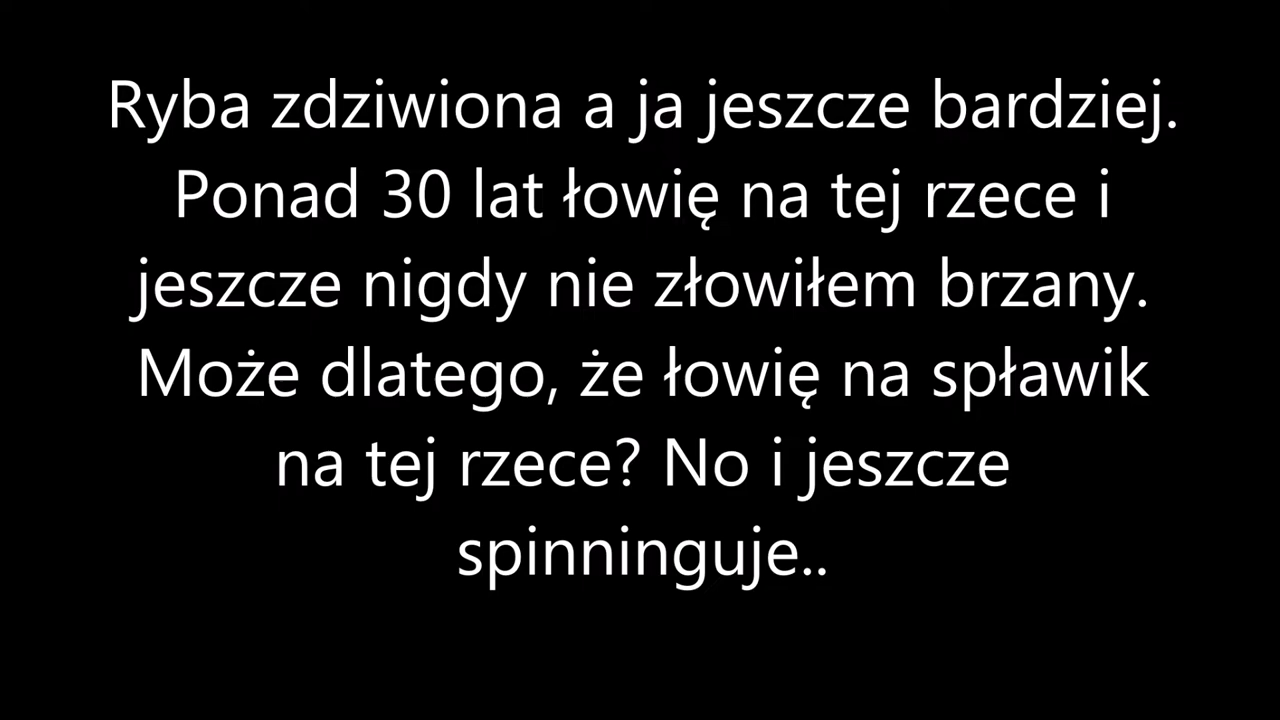 Ryba zdziwiona a ja jeszcze bardziej.
Ponad 30 lat łowię na tej rzece i
jeszcze nigdy nie złowiłem brzany.
Może dlatego, że łowię na spławik
na tej rzece? No i jeszcze
spinninguje..